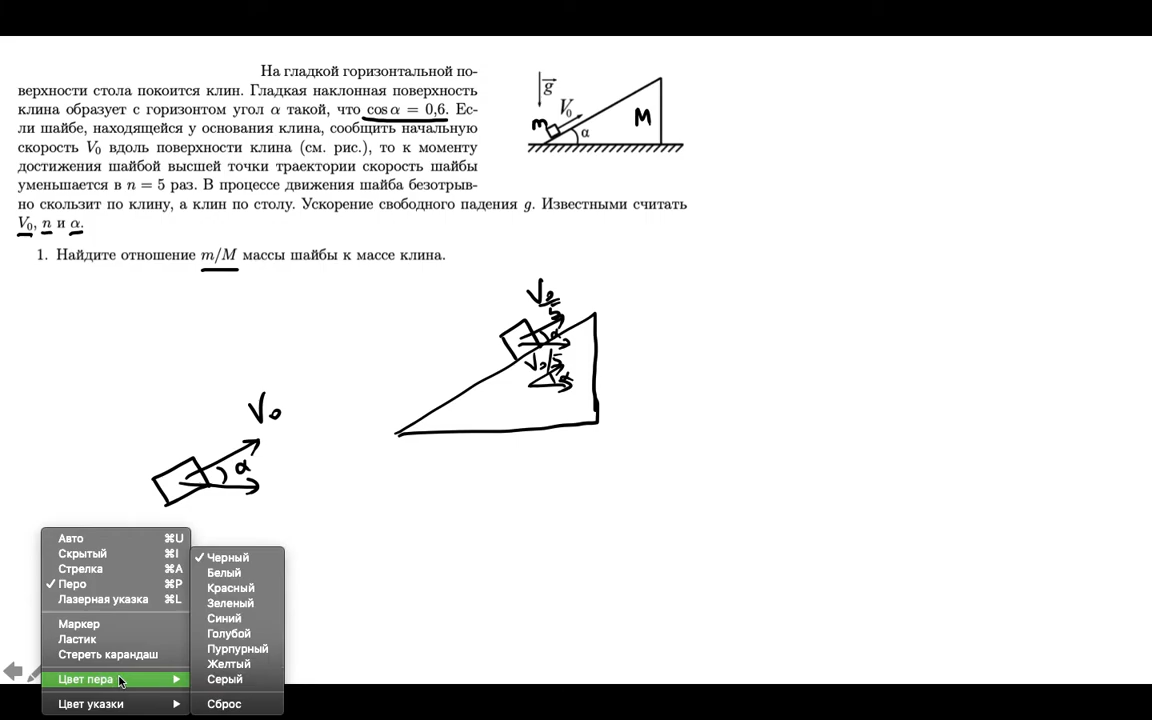 На гладкой горизонтальной по-
верхности стола покоится клин. Гладкая наклонная поверхность
клина образует с горизонтом угол α такой, что cos α = 0,6. Ес-
ли шайбе, находящейся у основания клина, сообщить начальную
скорость V₀ вдоль поверхности клина (см. рис.), то к моменту
достижения шайбой высшей точки траектории скорость шайбы
уменьшается в n = 5 раз. В процессе движения шайба безотрыв-
но скользит по клину, а клин по столу. Ускорение свободного падения g. Известными считать
V₀, n и α.
1. Найдите отношение m/M массы шайбы к массе клина.
g
V₀
m
α
M
V₀
5
α
V₀/5
α
V₀
α
Авто ⌘U
Скрытый ⌘I
Стрелка ⌘A
✓ Перо ⌘P
Лазерная указка ⌘L
Маркер
Ластик
Стереть карандаш
Цвет пера
Цвет указки
✓ Черный
Белый
Красный
Зеленый
Синий
Голубой
Пурпурный
Желтый
Серый
Сброс